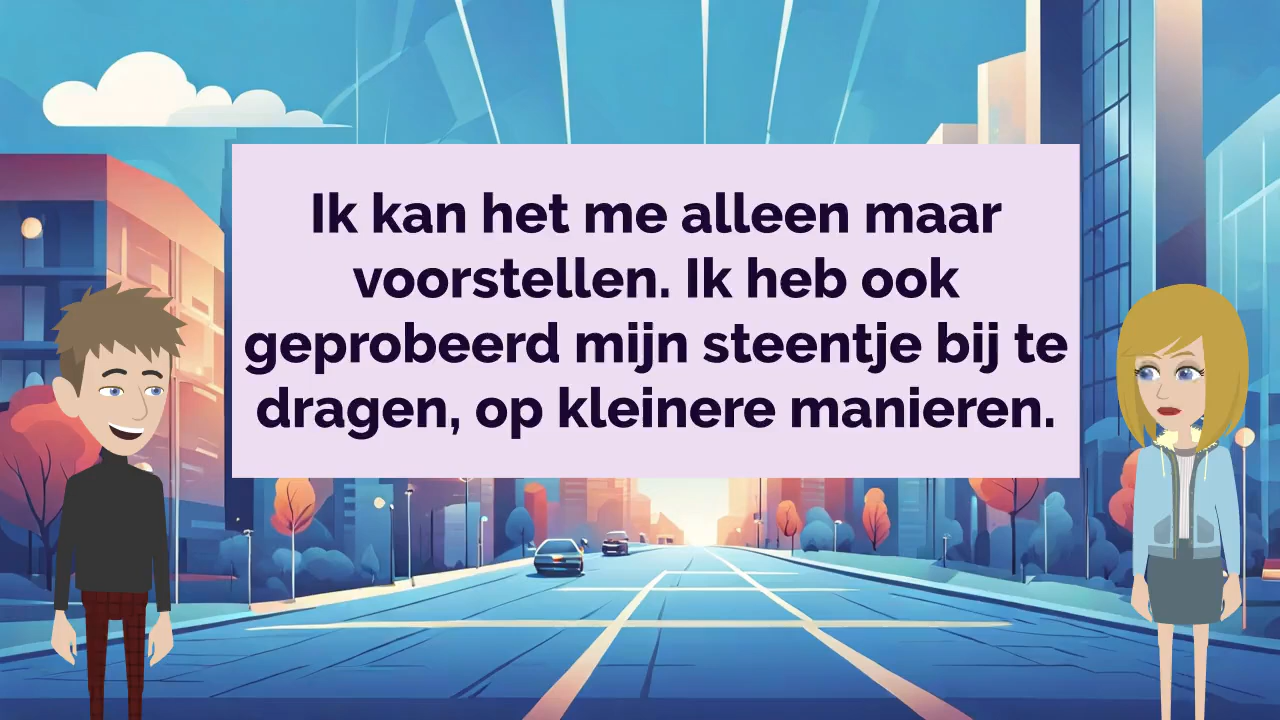 Ik kan het me alleen maar
voorstellen. Ik heb ook
geprobeerd mijn steentje bij te
dragen, op kleinere manieren.